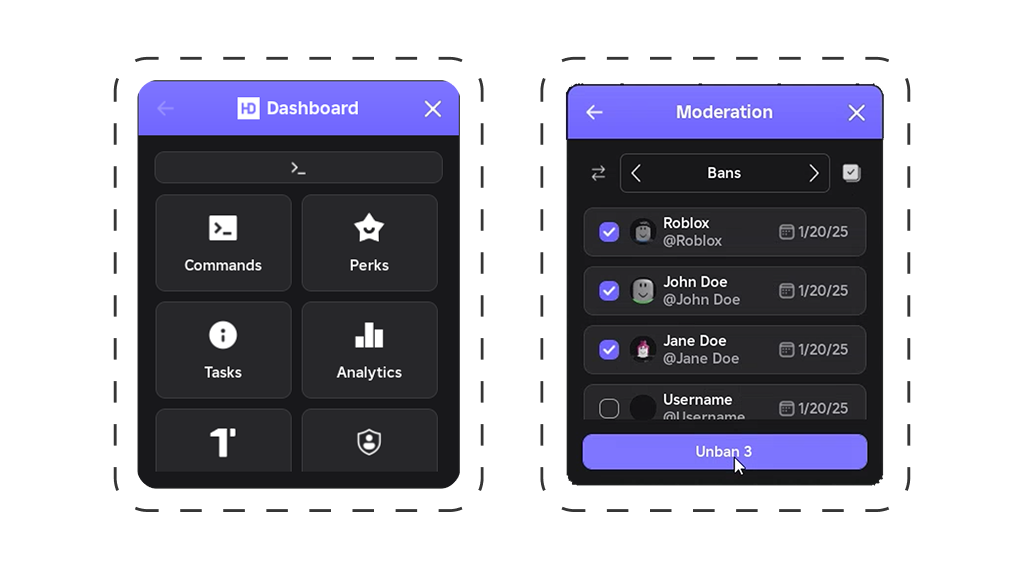 HD Dashboard
>_
>_
Commands
Perks
Tasks
Analytics
Moderation
Bans
Roblox
@Roblox
1/20/25
John Doe
@John Doe
1/20/25
Jane Doe
@Jane Doe
1/20/25
Username
@Username
1/20/25
Unban 3